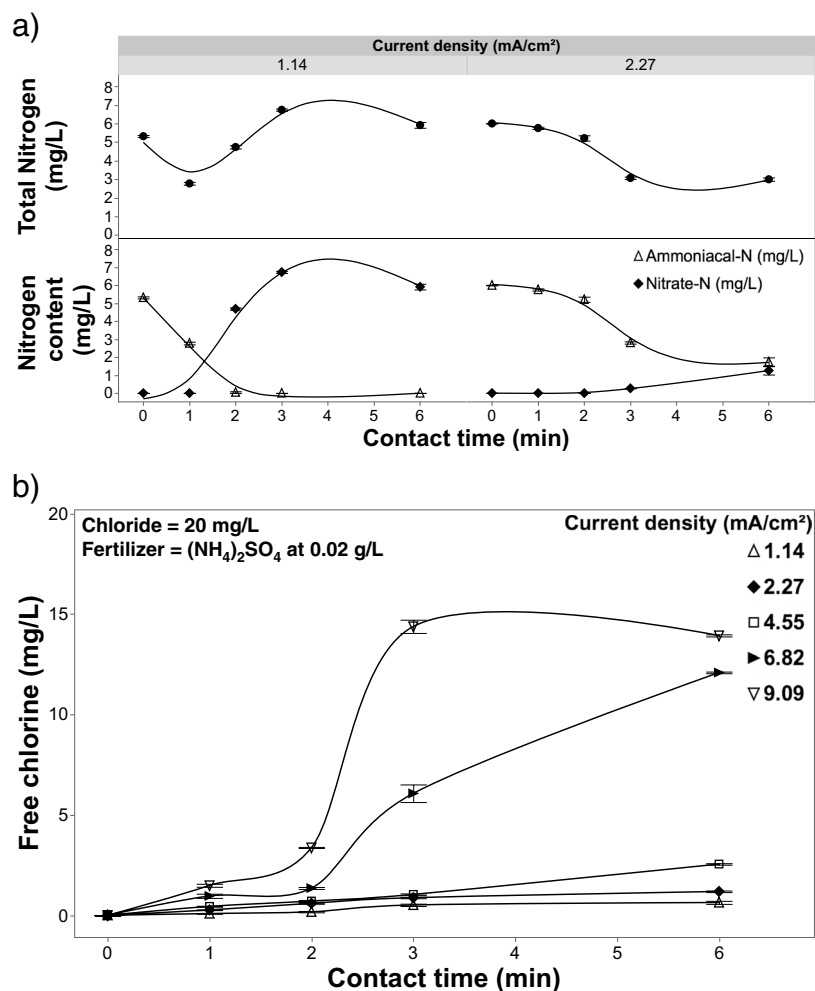 a)
Current density (mA/cm²)
1.14 2.27
Total Nitrogen
(mg/L)
8
7
6
5
4
3
2
1
0
Nitrogen
content
(mg/L)
8
7
6
5
4
3
2
1
0
Ammoniacal-N (mg/L)
Nitrate-N (mg/L)
0 1 2 3 4 5 6 0 1 2 3 4 5 6
Contact time (min)
b)
Chloride = 20 mg/L
Fertilizer = (NH4)2SO4 at 0.02 g/L
Current density (mA/cm²)
1.14
2.27
4.55
6.82
9.09
Free chlorine (mg/L)
20
15
10
5
0
0 1 2 3 4 5 6
Contact time (min)